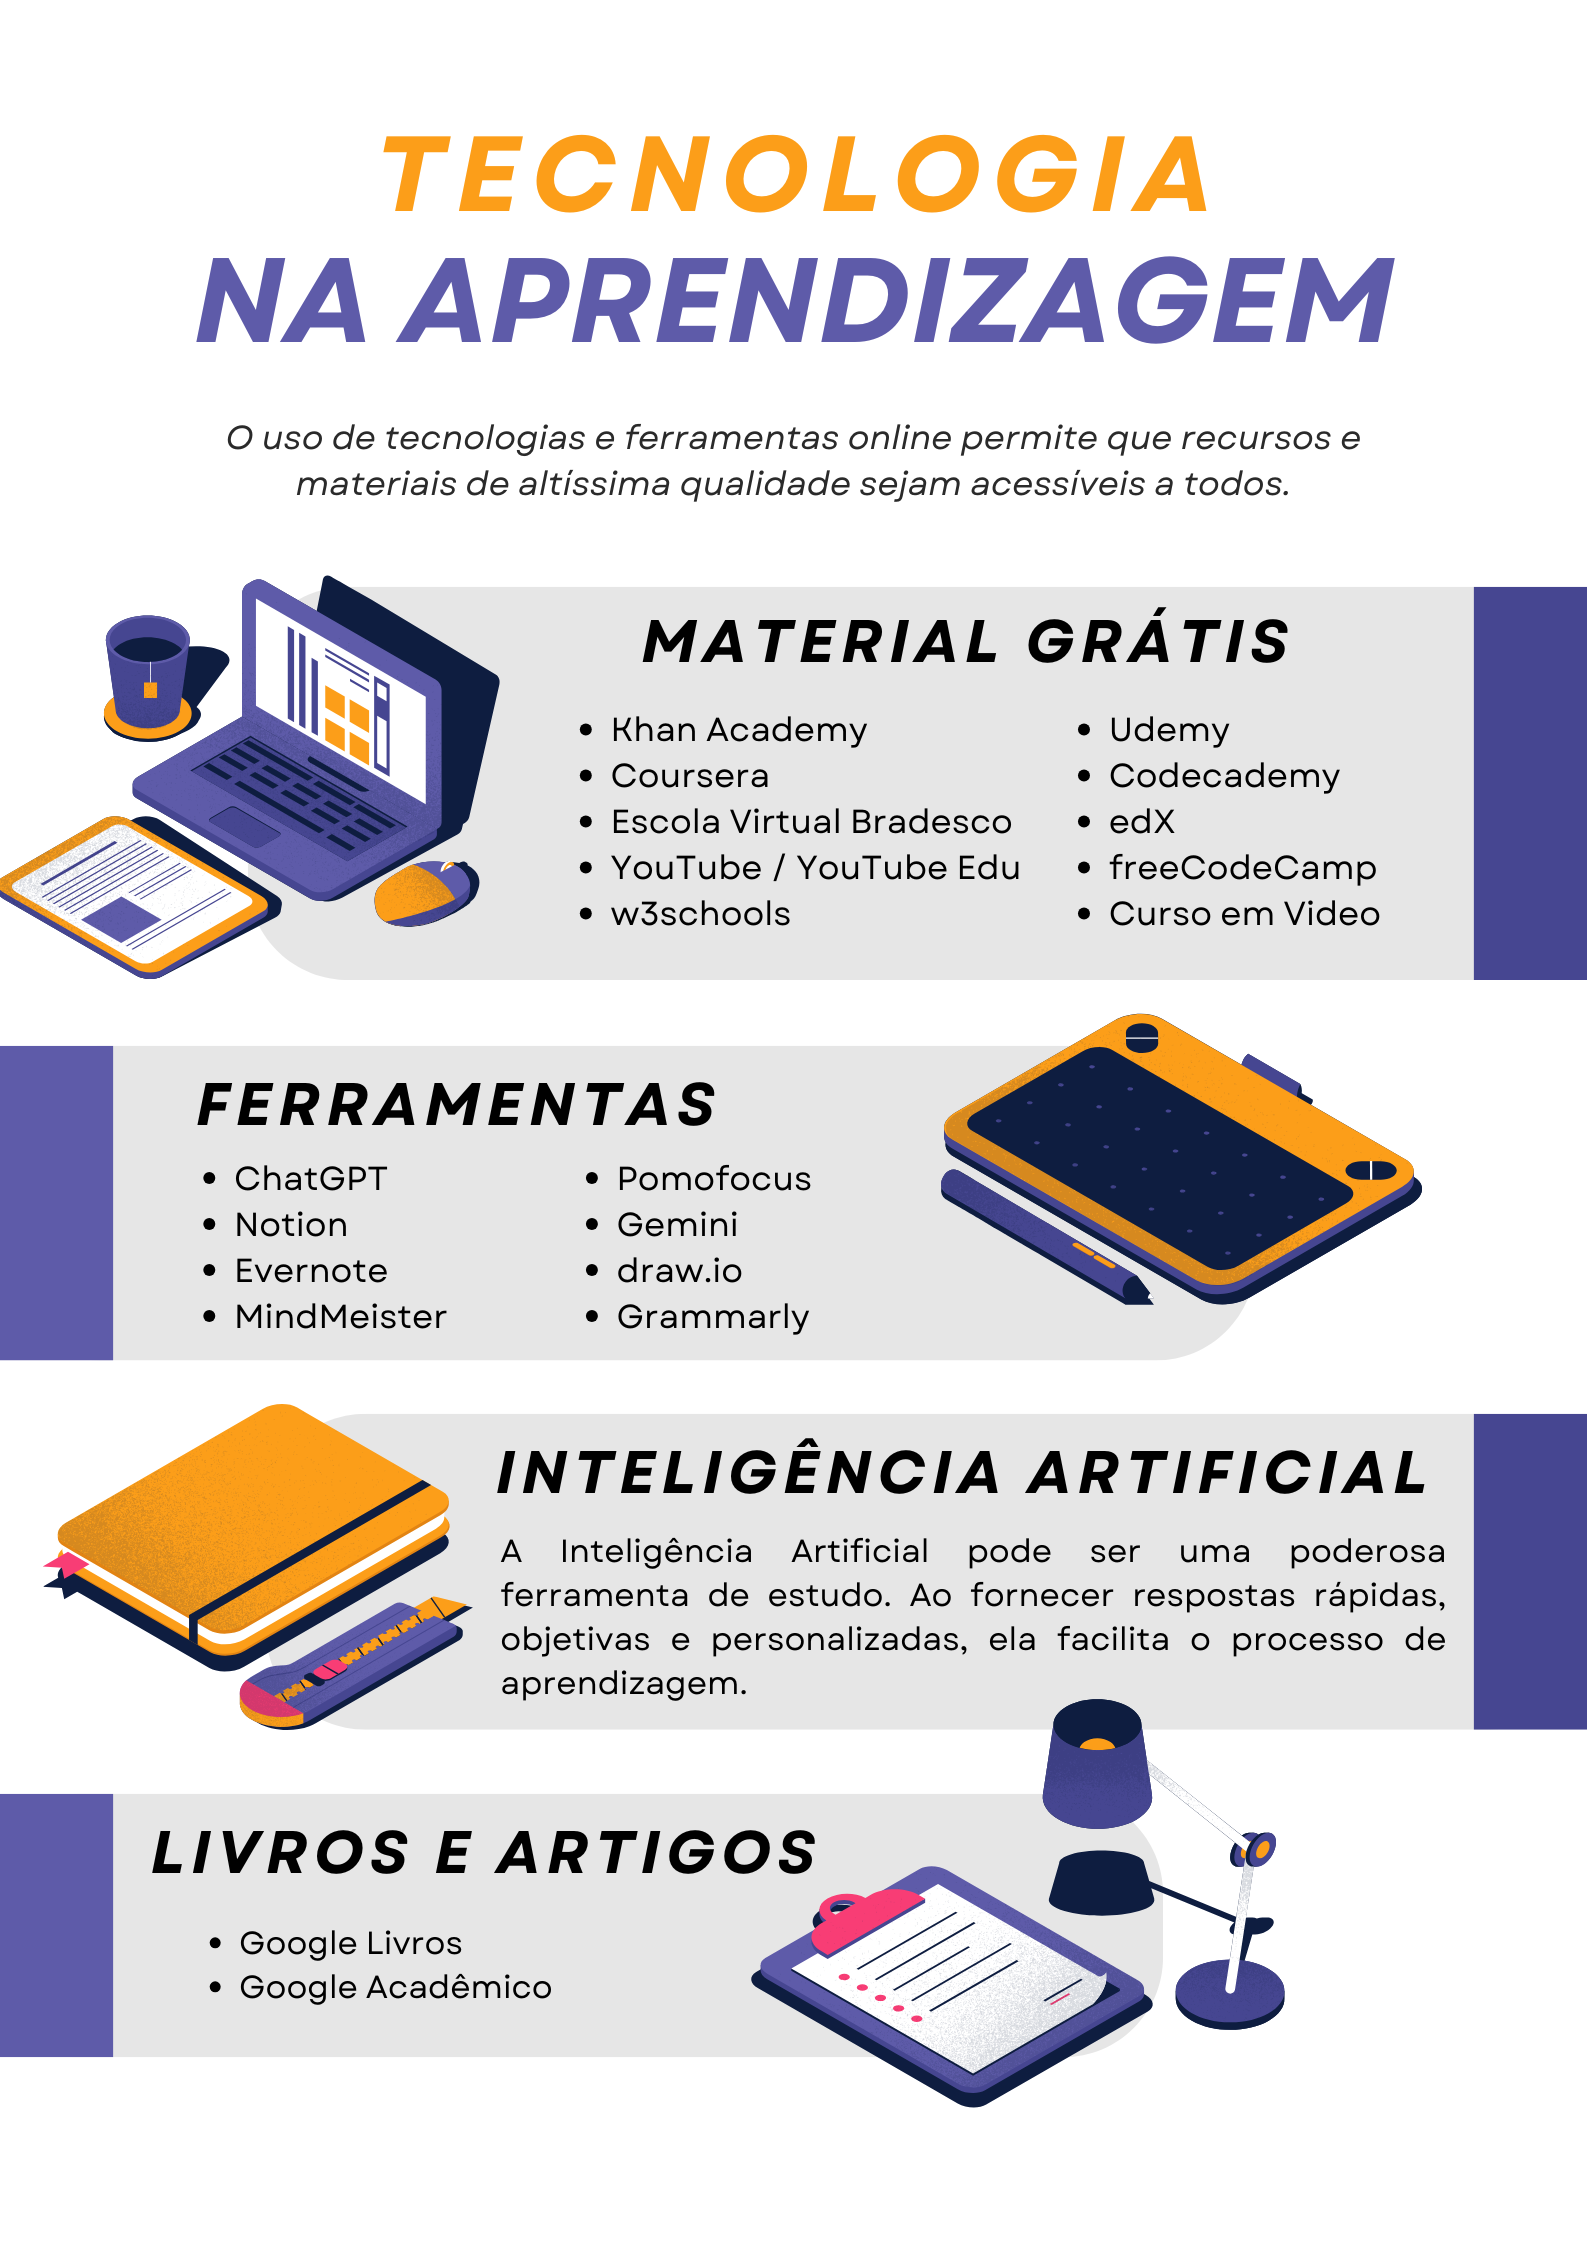 TECNOLOGIA
NA APRENDIZAGEM
O uso de tecnologias e ferramentas online permite que recursos e
materiais de altíssima qualidade sejam acessíveis a todos.
MATERIAL GRÁTIS
Khan Academy
Coursera
Escola Virtual Bradesco
YouTube / YouTube Edu
w3schools
Udemy
Codecademy
edX
freeCodeCamp
Curso em Video
FERRAMENTAS
ChatGPT
Notion
Evernote
MindMeister
Pomofocus
Gemini
draw.io
Grammarly
INTELIGÊNCIA ARTIFICIAL
A Inteligência Artificial pode ser uma poderosa
ferramenta de estudo. Ao fornecer respostas rápidas,
objetivas e personalizadas, ela facilita o processo de
aprendizagem.
LIVROS E ARTIGOS
Google Livros
Google Acadêmico